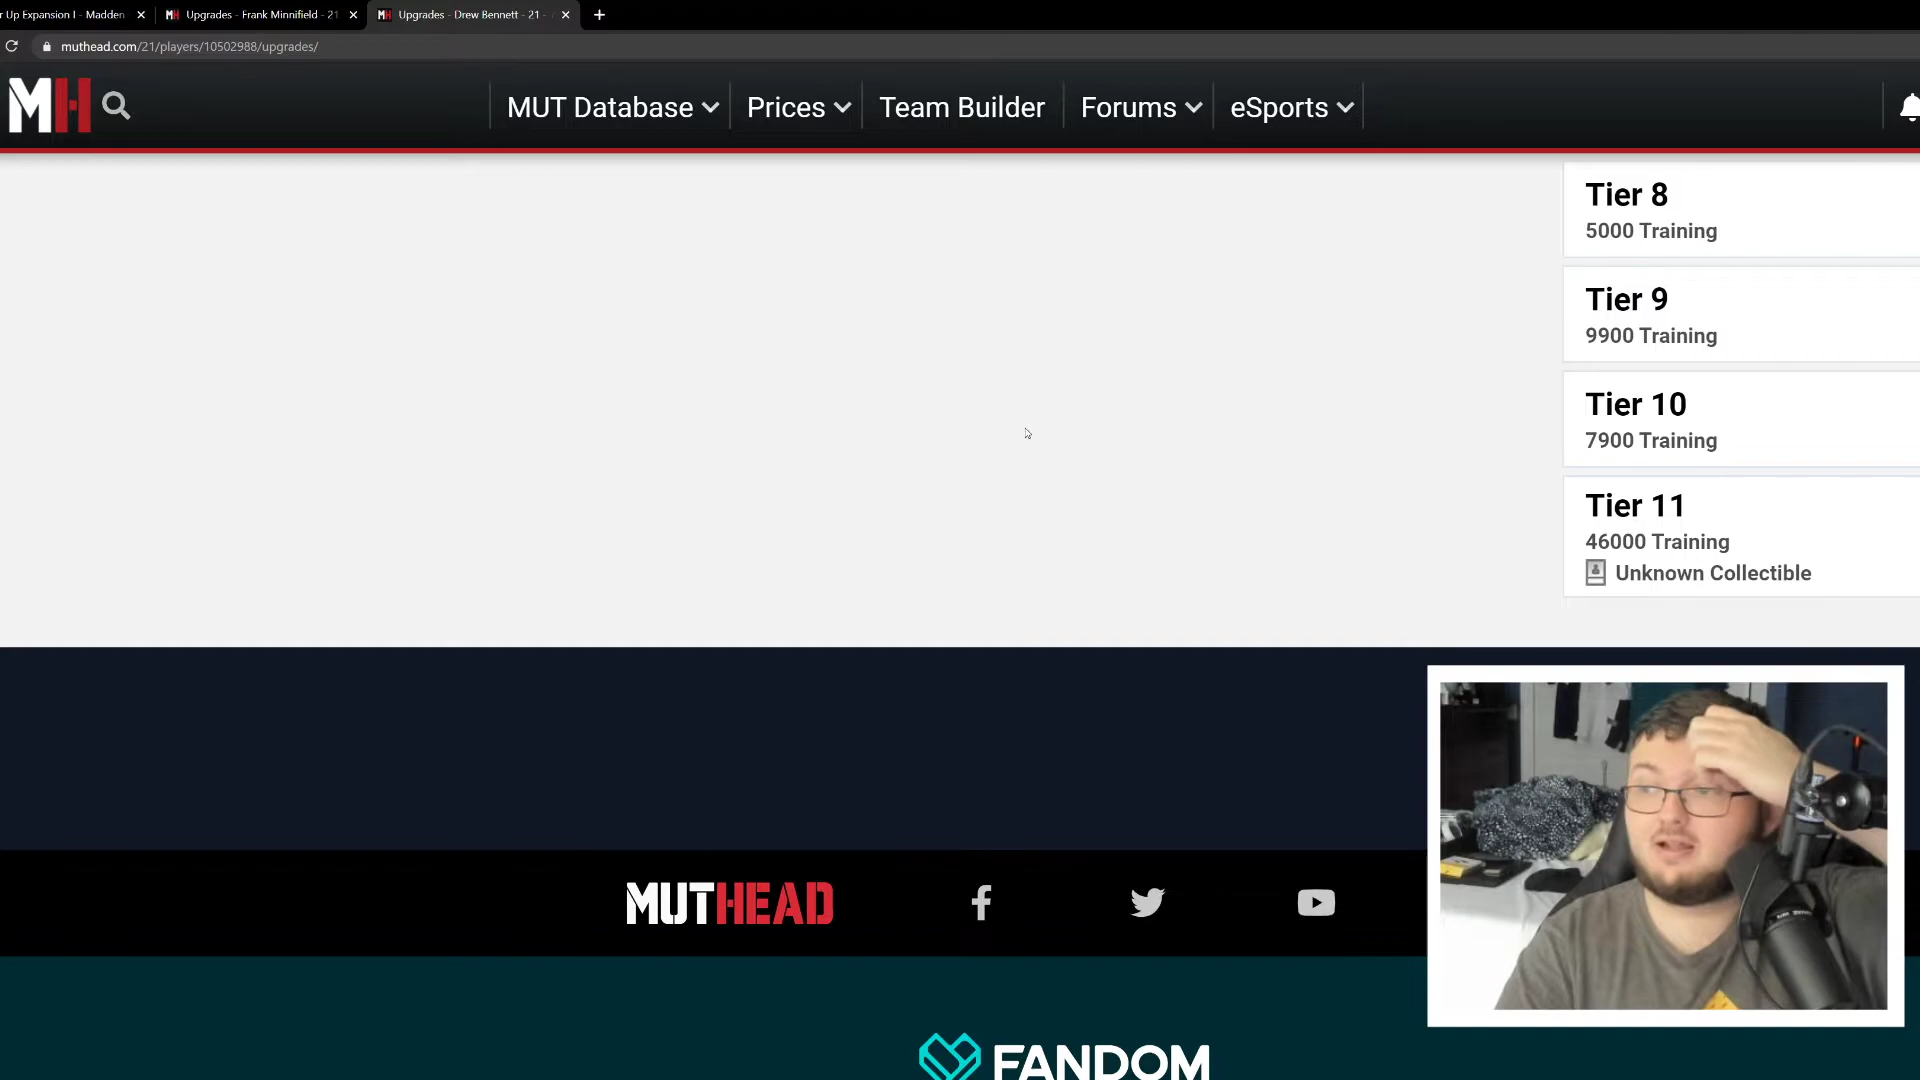 r Up Expansion I - Madden
Upgrades - Frank Minnifield - 21
Upgrades - Drew Bennett - 21 -
muthead.com/21/players/10502988/upgrades/
MH
MUT Database
Prices
Team Builder
Forums
eSports
Tier 8
5000 Training
Tier 9
9900 Training
Tier 10
7900 Training
Tier 11
46000 Training
Unknown Collectible
MUTHEAD
FANDOM